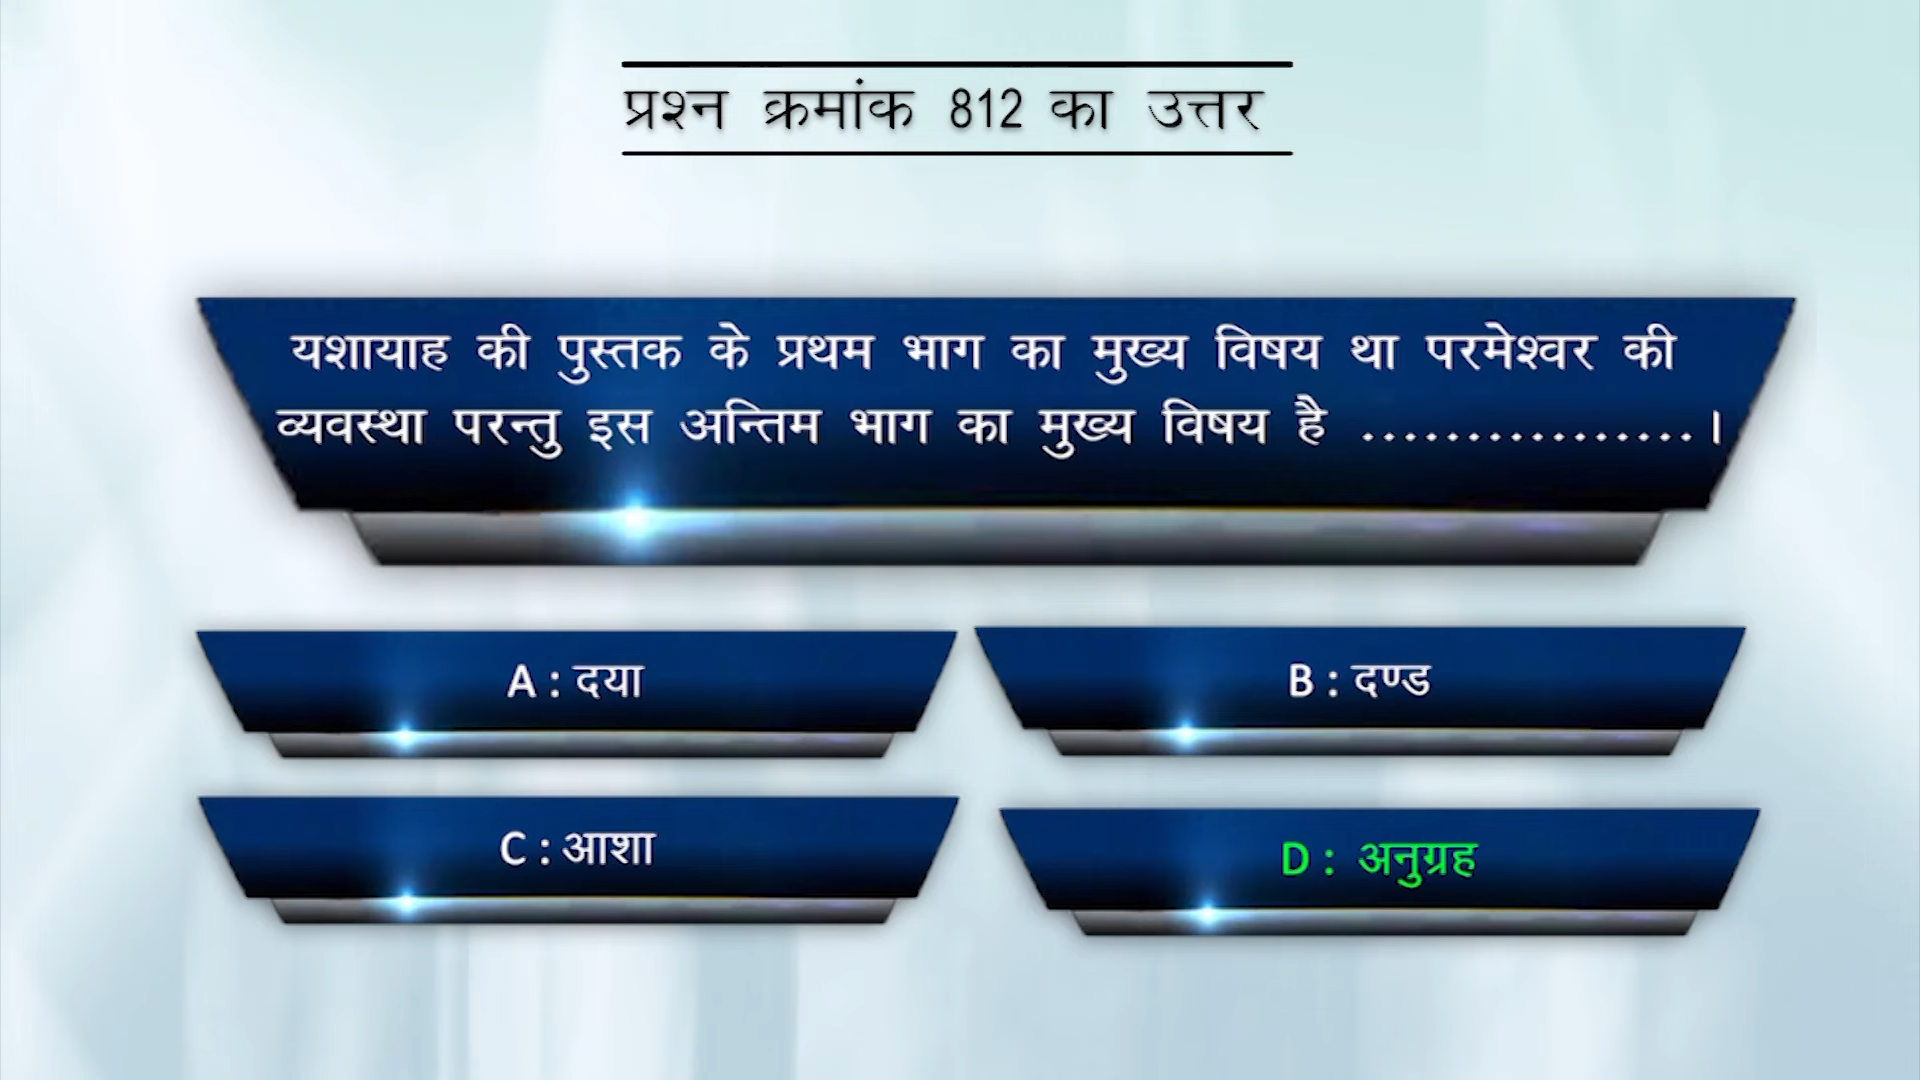 प्रश्न क्रमांक 812 का उत्तर
यशायाह की पुस्तक के प्रथम भाग का मुख्य विषय था परमेश्वर की
व्यवस्था परन्तु इस अन्तिम भाग का मुख्य विषय है ................।
A : दया
B : दण्ड
C : आशा
D : अनुग्रह